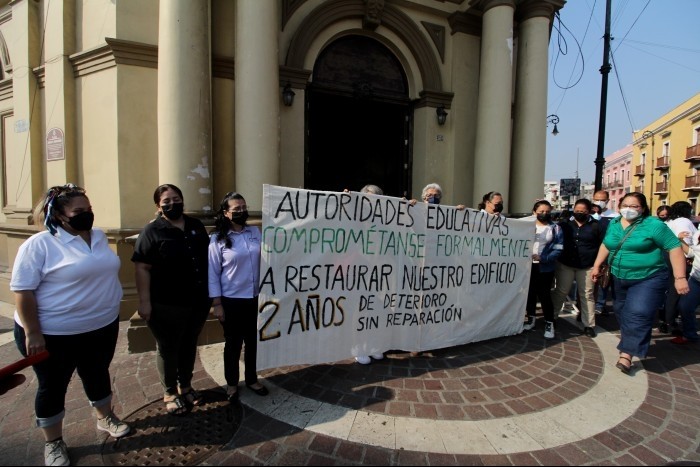 AUTORIDADES EDUCATIVAS
COMPROMÉTANSE FORMALMENTE
A RESTAURAR NUESTRO EDIFICIO
2 AÑOS DE DETERIORO
SIN REPARACIÓN